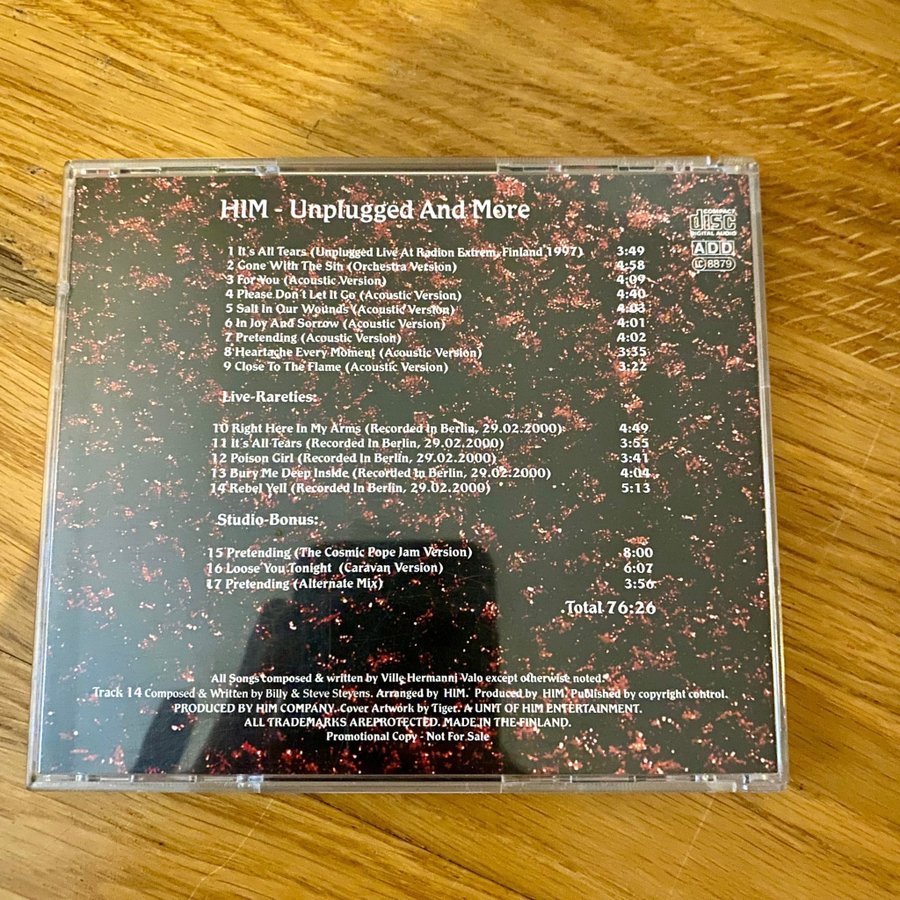 HIM - Unplugged And More
COMPACT
disc
DIGITAL AUDIO
ADD
LC 8879
1 It's All Tears (Unplugged Live At Radion Extrem, Finland 1997) 3:49
2 Gone With The Sin (Orchestra Version) 4:58
3 For You (Acoustic Version) 4:09
4 Please Don't Let It Go (Acoustic Version) 4:40
5 Salt In Our Wounds (Acoustic Version) 4:03
6 In Joy And Sorrow (Acoustic Version) 4:01
7 Pretending (Acoustic Version) 4:02
8 Heartache Every Moment (Acoustic Version) 3:35
9 Close To The Flame (Acoustic Version) 3:22
Live-Rareties:
10 Right Here In My Arms (Recorded In Berlin, 29.02.2000) 4:49
11 It's All Tears (Recorded In Berlin, 29.02.2000) 3:55
12 Poison Girl (Recorded In Berlin, 29.02.2000) 3:41
13 Bury Me Deep Inside (Recorded In Berlin, 29.02.2000) 4:04
14 Rebel Yell (Recorded In Berlin, 29.02.2000) 5:13
Studio-Bonus:
15 Pretending (The Cosmic Pope Jam Version) 8:00
16 Loose You Tonight (Caravan Version) 6:07
17 Pretending (Alternate Mix) 3:56
Total 76:26
All Songs composed & written by Ville Hermanni Valo except otherwise noted.
Track 14 Composed & Written by Billy & Steve Steyens. Arranged by HIM. Produced by HIM. Published by copyright control.
PRODUCED BY HIM COMPANY. Cover Artwork by Tiger. A UNIT OF HIM ENTERTAINMENT.
ALL TRADEMARKS AREPROTECTED. MADE IN THE FINLAND.
Promotional Copy - Not For Sale